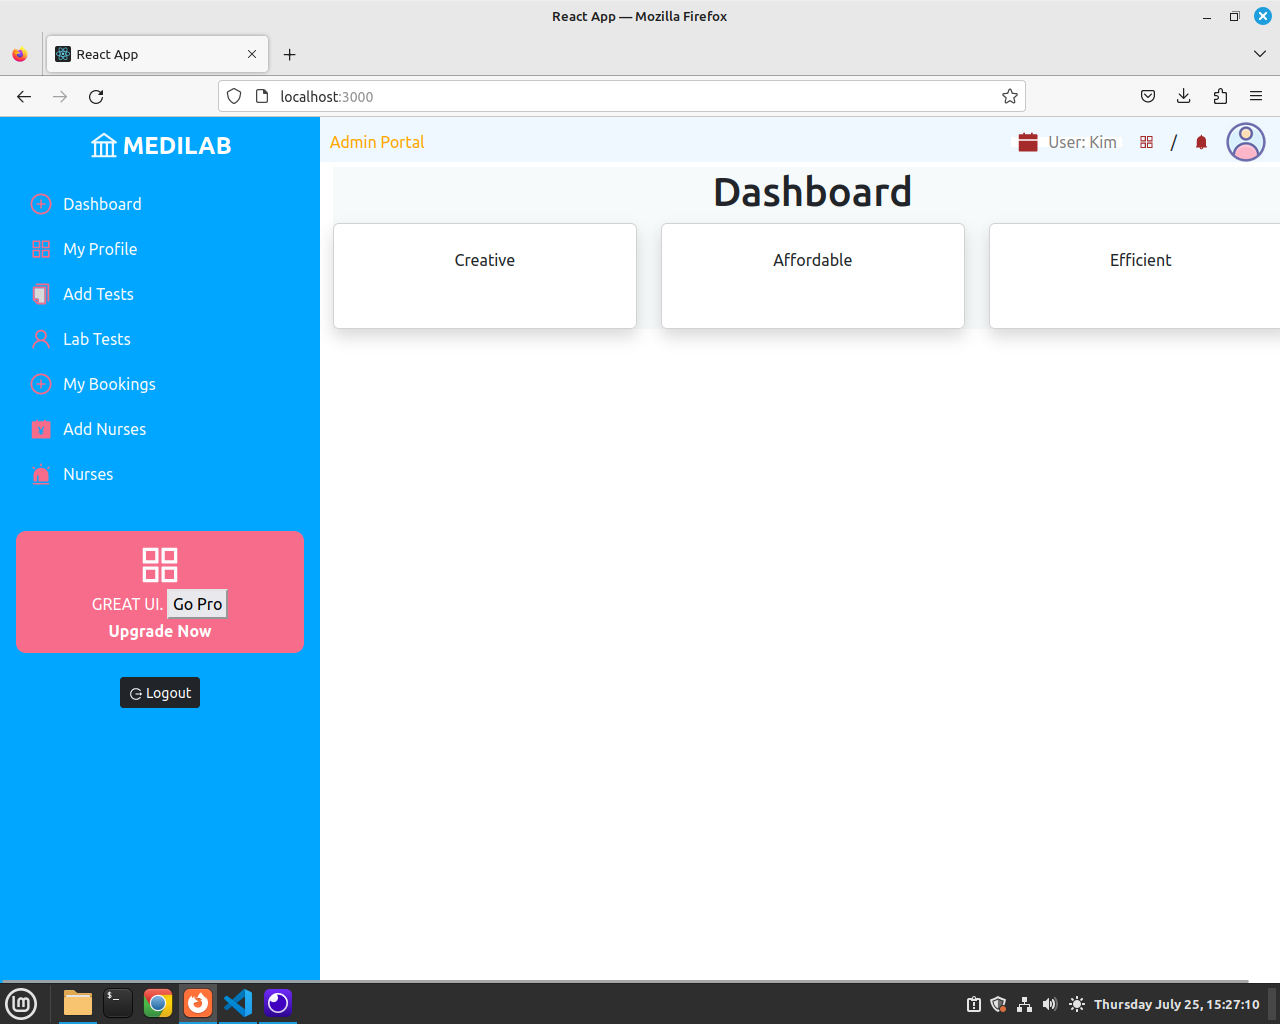 React App — Mozilla Firefox
React App
localhost:3000
MEDILAB
Admin Portal
User: Kim
/
Dashboard
My Profile
Add Tests
Lab Tests
My Bookings
Add Nurses
Nurses
GREAT UI. Go Pro
Upgrade Now
Logout
Dashboard
Creative
Affordable
Efficient
Thursday July 25, 15:27:10